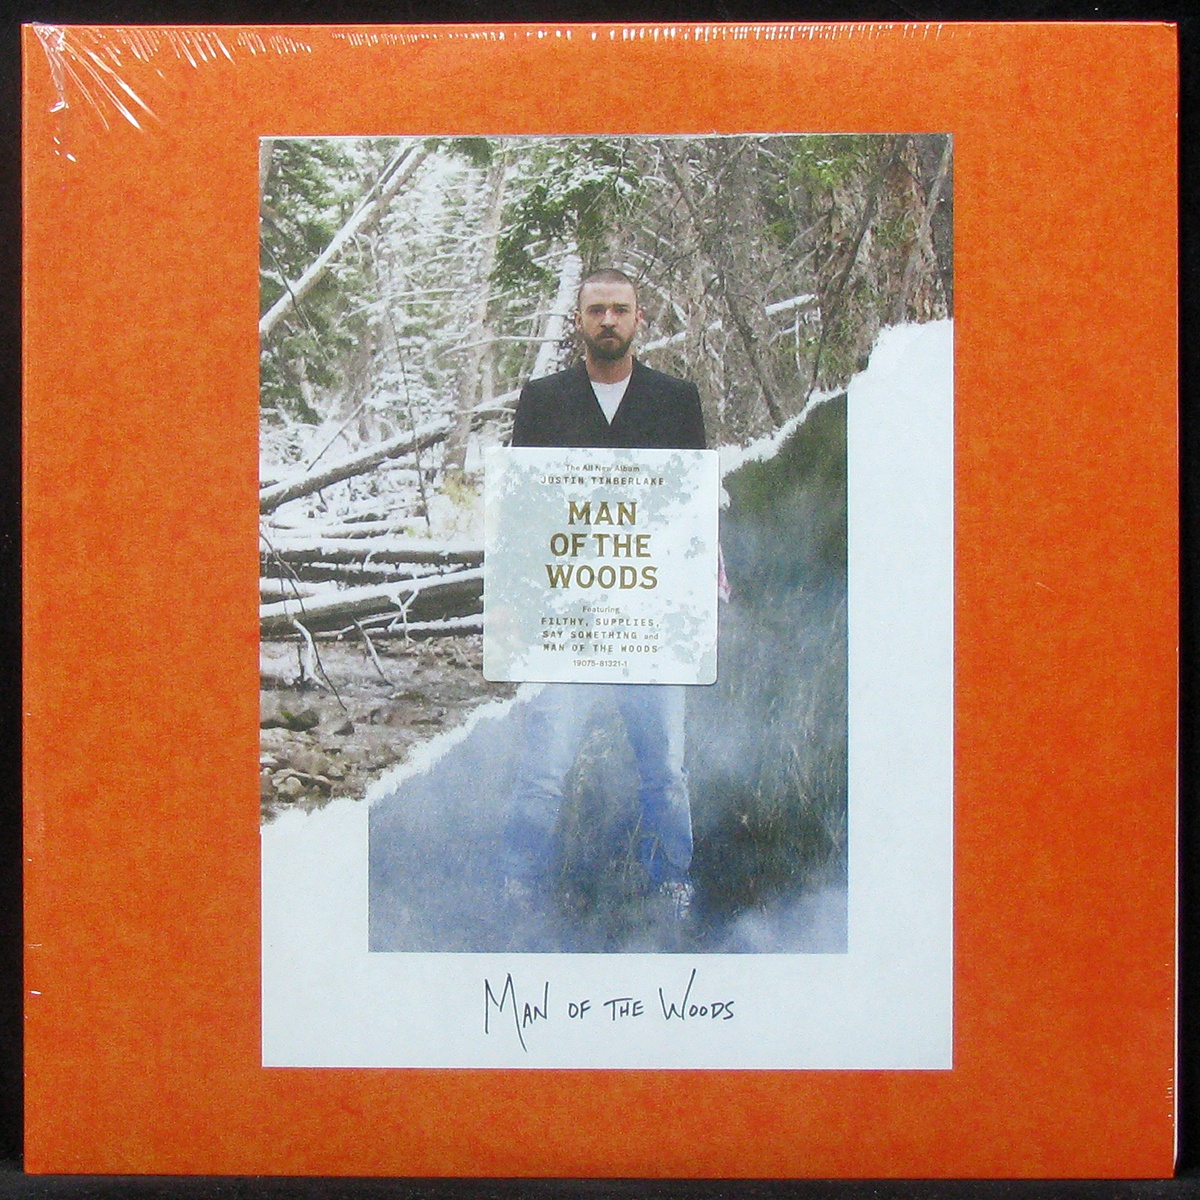 The All New Album
JUSTIN TIMBERLAKE
MAN
OF THE
WOODS
Featuring
FILTHY, SUPPLIES,
SAY SOMETHING and
MAN OF THE WOODS
19075-81321-1
MAN OF THE WOODS